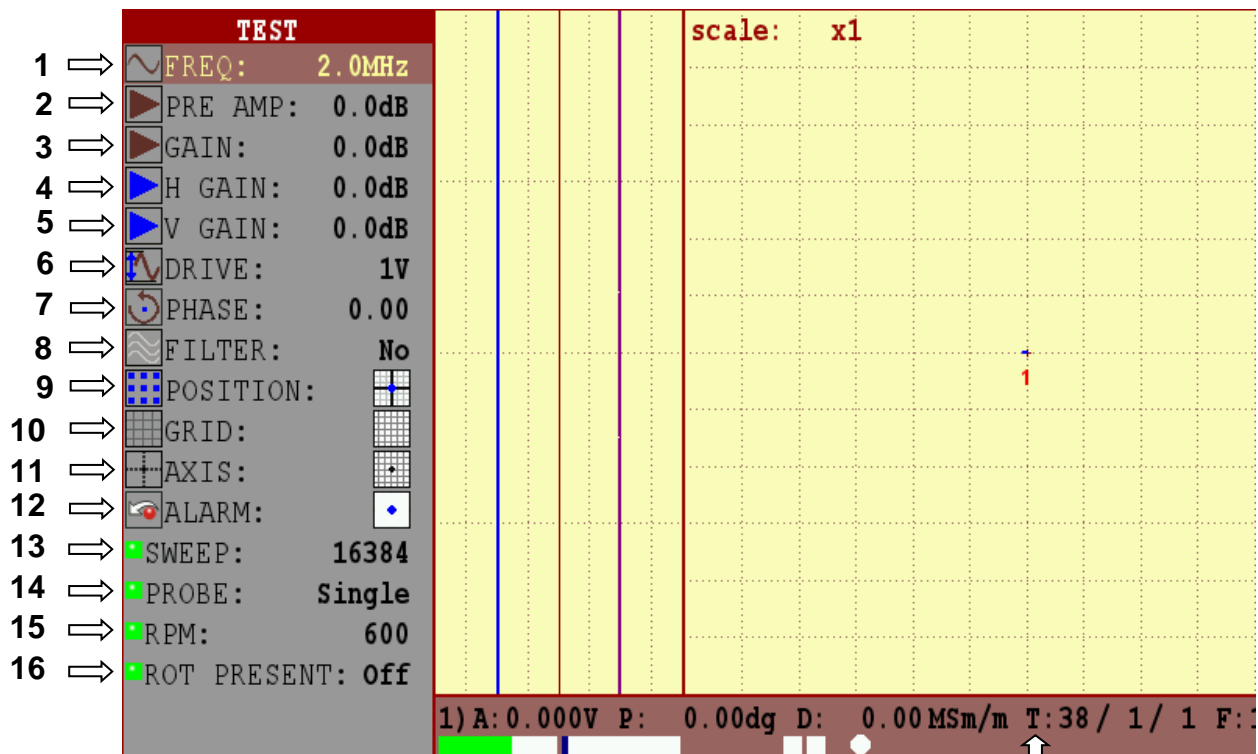 TEST
scale: x1
1 FREQ: 2.0MHz
2 PRE AMP: 0.0dB
3 GAIN: 0.0dB
4 H GAIN: 0.0dB
5 V GAIN: 0.0dB
6 DRIVE: 1V
7 PHASE: 0.00
8 FILTER: No
9 POSITION:
1
10 GRID:
11 AXIS:
12 ALARM:
13 SWEEP: 16384
14 PROBE: Single
15 RPM: 600
16 ROT PRESENT: Off
1)A:0.000V P: 0.00dg D: 0.00MSm/m T:38/ 1/ 1 F:1